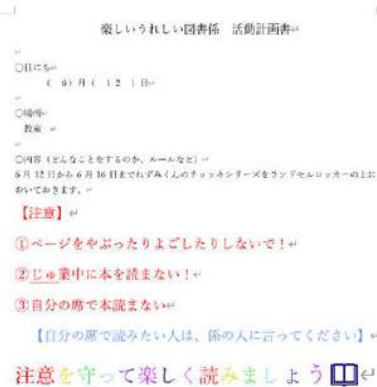 楽しいうれしい図書係　活動計画書
○日にち
（　6）月（　12　）日
○場所
教室
○内容（どんなことをするのか、ルールなど）
6月12日から6月16日までねずみくんのチョッキシリーズをランドセルロッカーの上に
おいておきます。
【注意】
①ページをやぶったりよごしたりしないで！
②じゅ業中に本を読まない！
③自分の席で本読まない
【自分の席で読みたい人は、係の人に言ってください】
注意を守って楽しく読みましょう